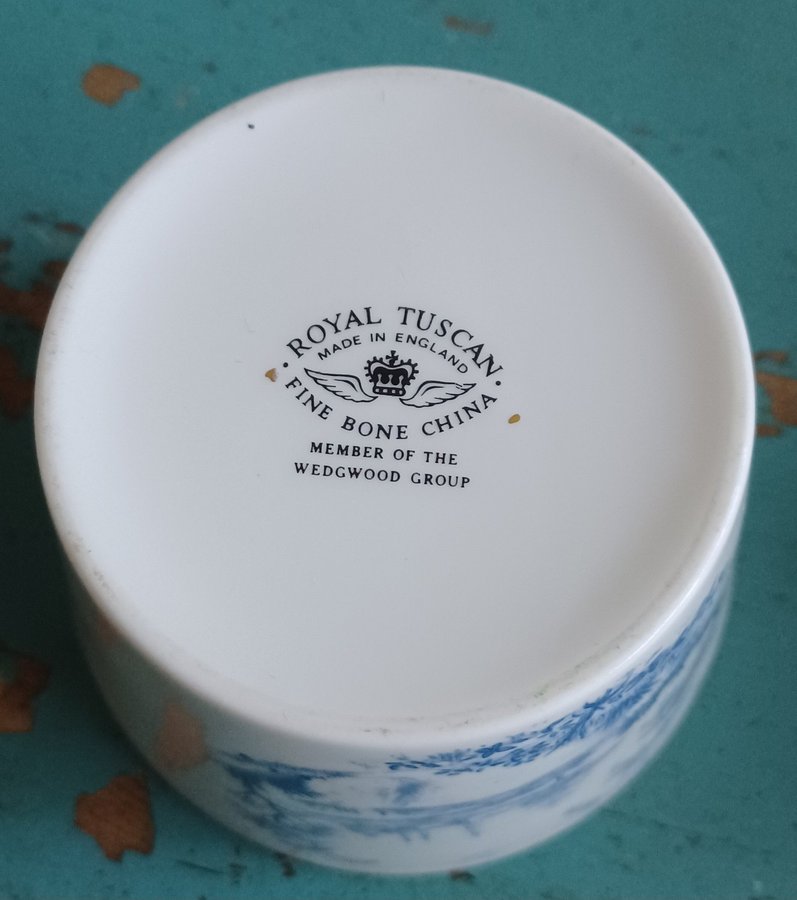 · ROYAL TUSCAN ·
MADE IN ENGLAND
FINE BONE CHINA
MEMBER OF THE
WEDGWOOD GROUP